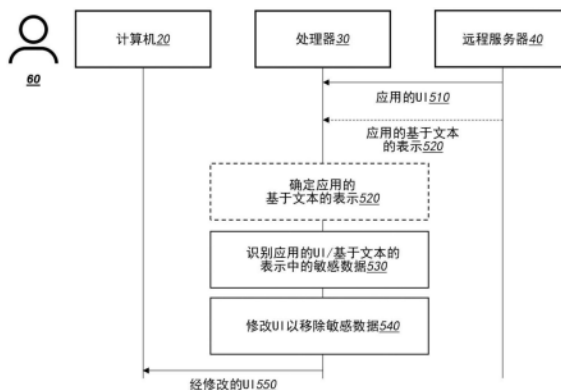 计算机20
处理器30
远程服务器40
60
应用的UI510
应用的基于文本
的表示520
确定应用的
基于文本的表示520
识别应用的UI/基于文本的
表示中的敏感数据530
修改UI以移除敏感数据540
经修改的UI550